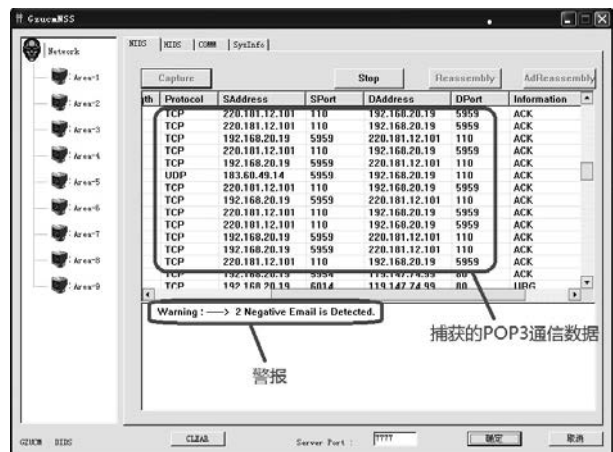 GzucmNSS
NIDS HIDS COMM SysInfo
Network
Capture Stop Reassembly AdReassembly
gth Protocol SAddress SPort DAddress DPort Information
TCP 220.181.12.101 110 192.168.20.19 5959 ACK
TCP 220.181.12.101 110 192.168.20.19 5959 ACK
TCP 192.168.20.19 5959 220.181.12.101 110 ACK
TCP 220.181.12.101 110 192.168.20.19 5959 ACK
TCP 192.168.20.19 5959 220.181.12.101 110 ACK
UDP 183.60.49.14 5959 192.168.20.19 5959 ACK
TCP 192.168.20.19 5959 220.181.12.101 110 ACK
TCP 220.181.12.101 110 192.168.20.19 5959 ACK
TCP 220.181.12.101 110 192.168.20.19 5959 ACK
TCP 192.168.20.19 5959 220.181.12.101 110 ACK
TCP 192.168.20.19 5959 220.181.12.101 110 ACK
TCP 220.181.12.101 110 192.168.20.19 5959 ACK
TCP 192.168.20.19 5954 119.147.74.99 80 ACK
TCP 192.168.20.19 6014 119.147.74.99 80 URG
Area-1
Area-2
Area-3
Area-4
Area-5
Area-6
Area-7
Area-8
Area-9
Warning : ---> 2 Negative Email is Detected.
捕获的POP3通信数据
警报
GZUCM DIDS CLEAR Server Port : 7777 确定 取消